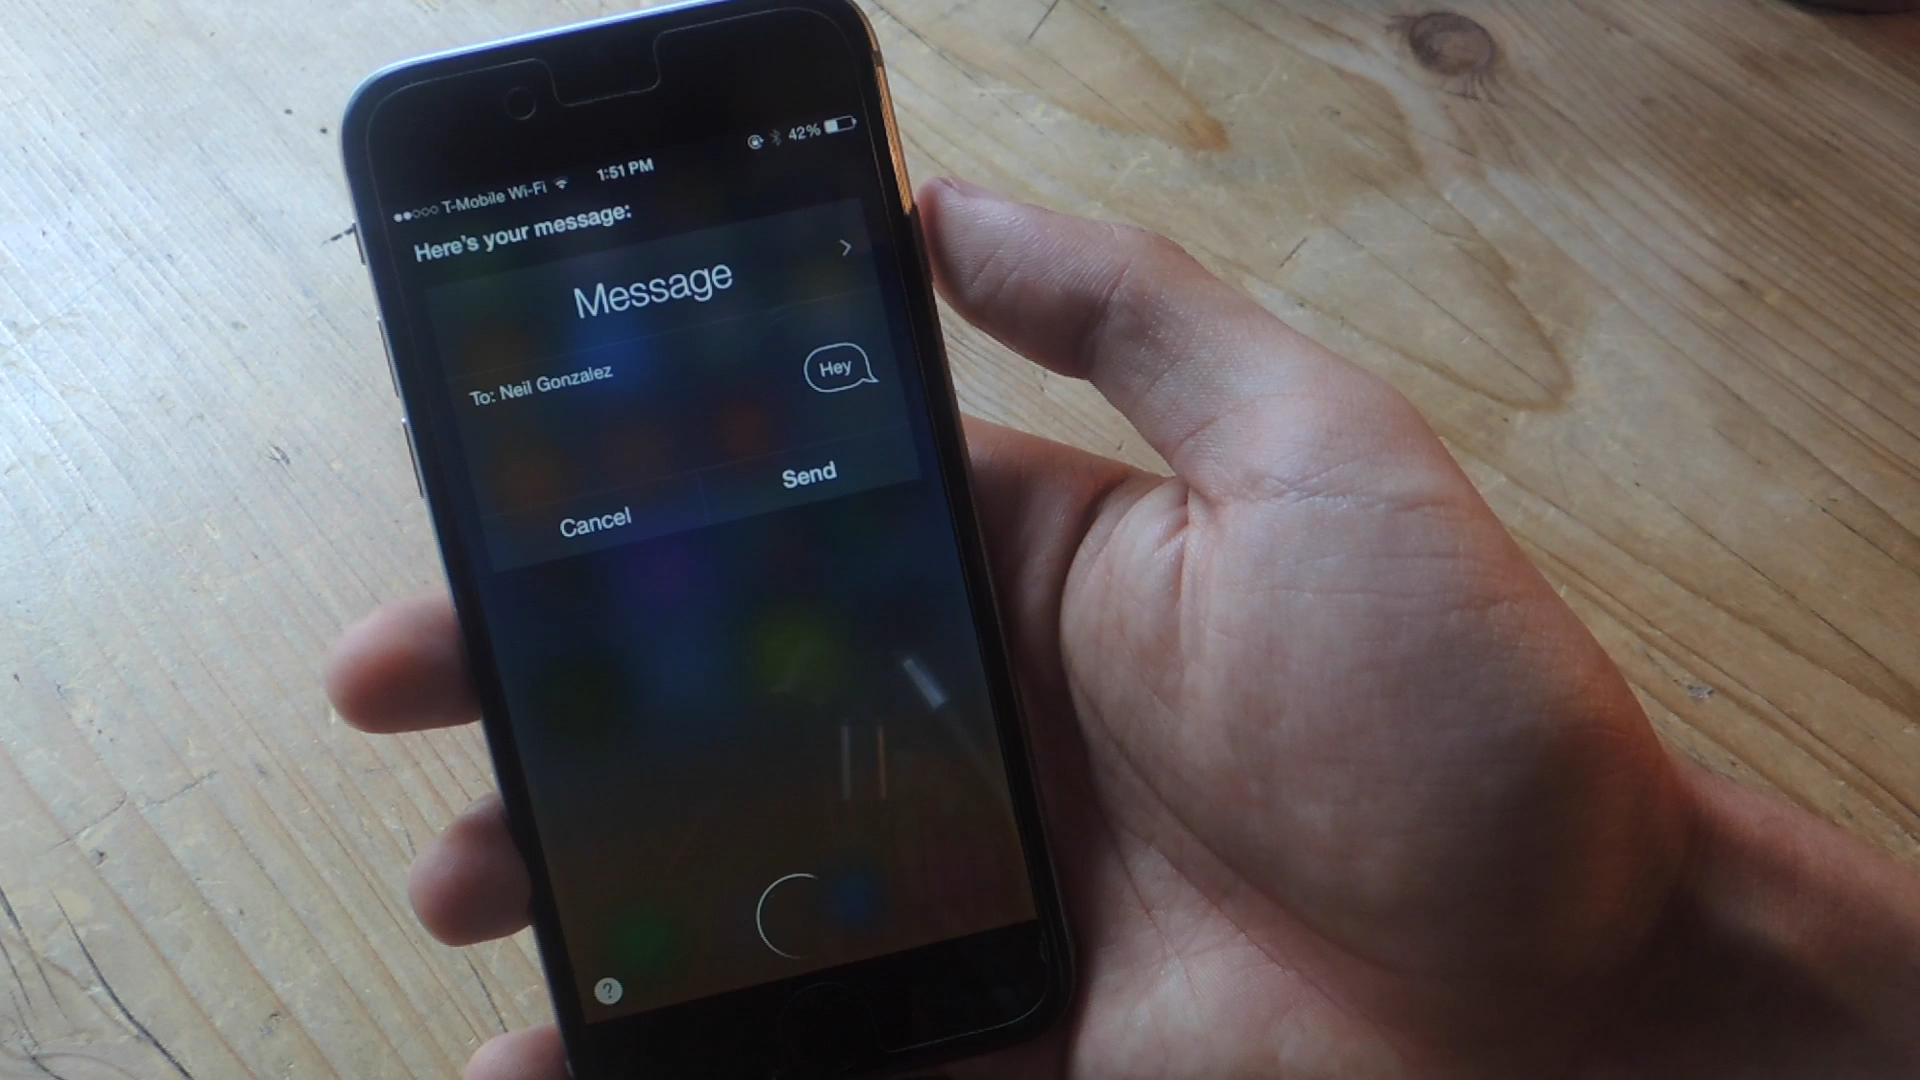 T-Mobile Wi-Fi 1:51 PM 42%
Here's your message:
Message
To: Neil Gonzalez
Hey
Cancel Send
?